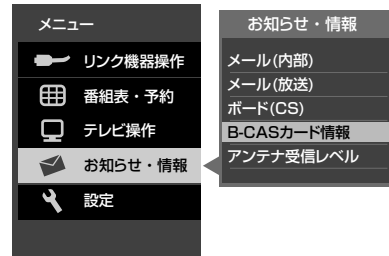 メニュー
リンク機器操作
番組表・予約
テレビ操作
お知らせ・情報
設定
お知らせ・情報
メール(内部)
メール(放送)
ボード(CS)
B-CASカード情報
アンテナ受信レベル